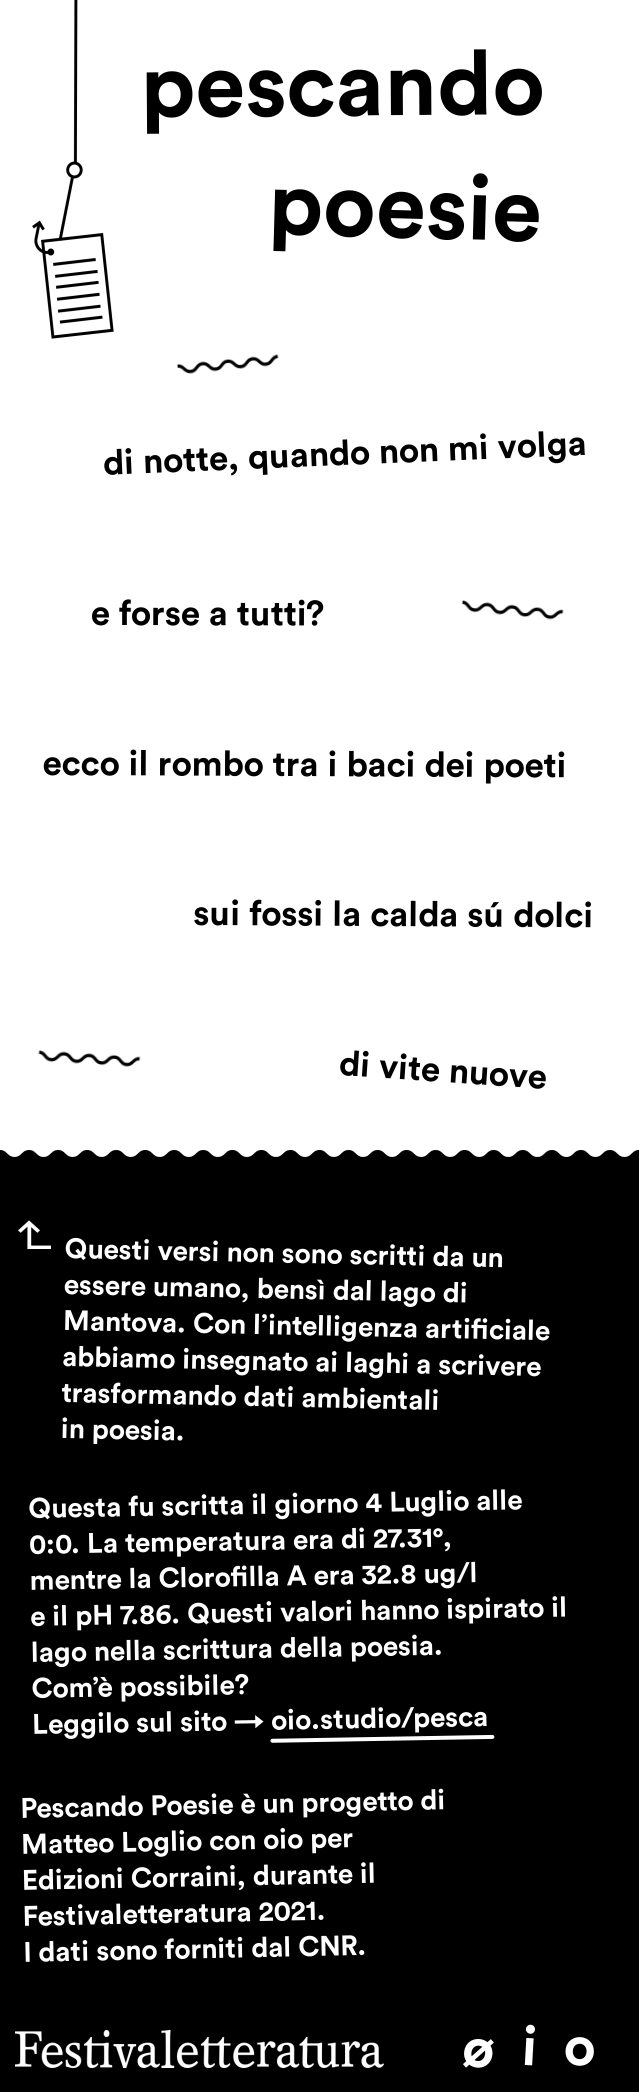 pescando
poesie
di notte, quando non mi volga
e forse a tutti?
ecco il rombo tra i baci dei poeti
sui fossi la calda sú dolci
di vite nuove
Questi versi non sono scritti da un
essere umano, bensì dal lago di
Mantova. Con l’intelligenza artificiale
abbiamo insegnato ai laghi a scrivere
trasformando dati ambientali
in poesia.
Questa fu scritta il giorno 4 Luglio alle
0:0. La temperatura era di 27.31°,
mentre la Clorofilla A era 32.8 ug/l
e il pH 7.86. Questi valori hanno ispirato il
lago nella scrittura della poesia.
Com’è possibile?
Leggilo sul sito → oio.studio/pesca
Pescando Poesie è un progetto di
Matteo Loglio con oio per
Edizioni Corraini, durante il
Festivaletteratura 2021.
I dati sono forniti dal CNR.
Festivaletteratura ø i o